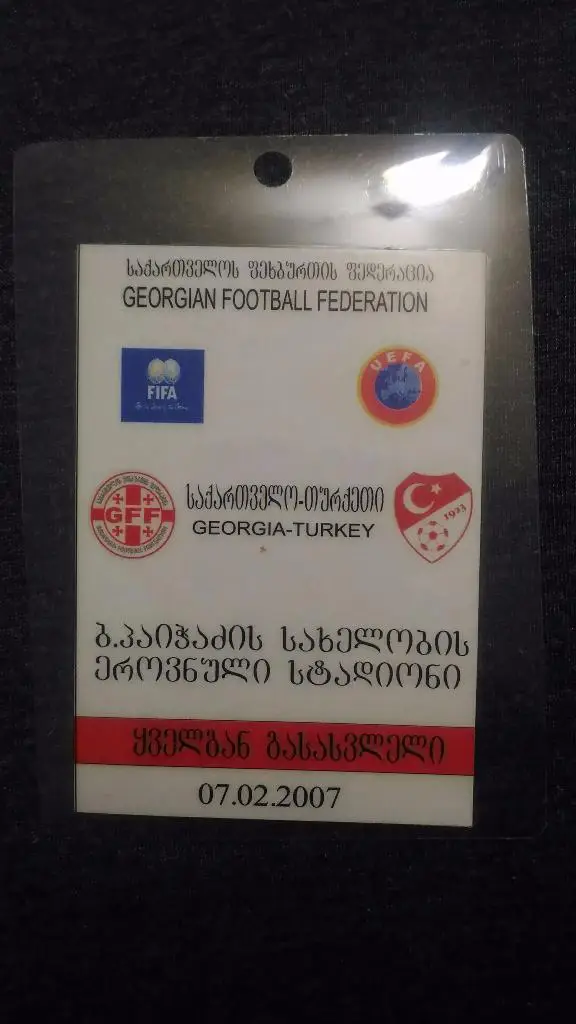 საქართველოს ფეხბურთის ფედერაცია
GEORGIAN FOOTBALL FEDERATION
FIFA
UEFA
GFF
საქართველო-თურქეთი
GEORGIA-TURKEY
1923
ბ.პაიჭაძის სახელობის
ეროვნული სტადიონი
ყველგან გასასვლელი
07.02.2007